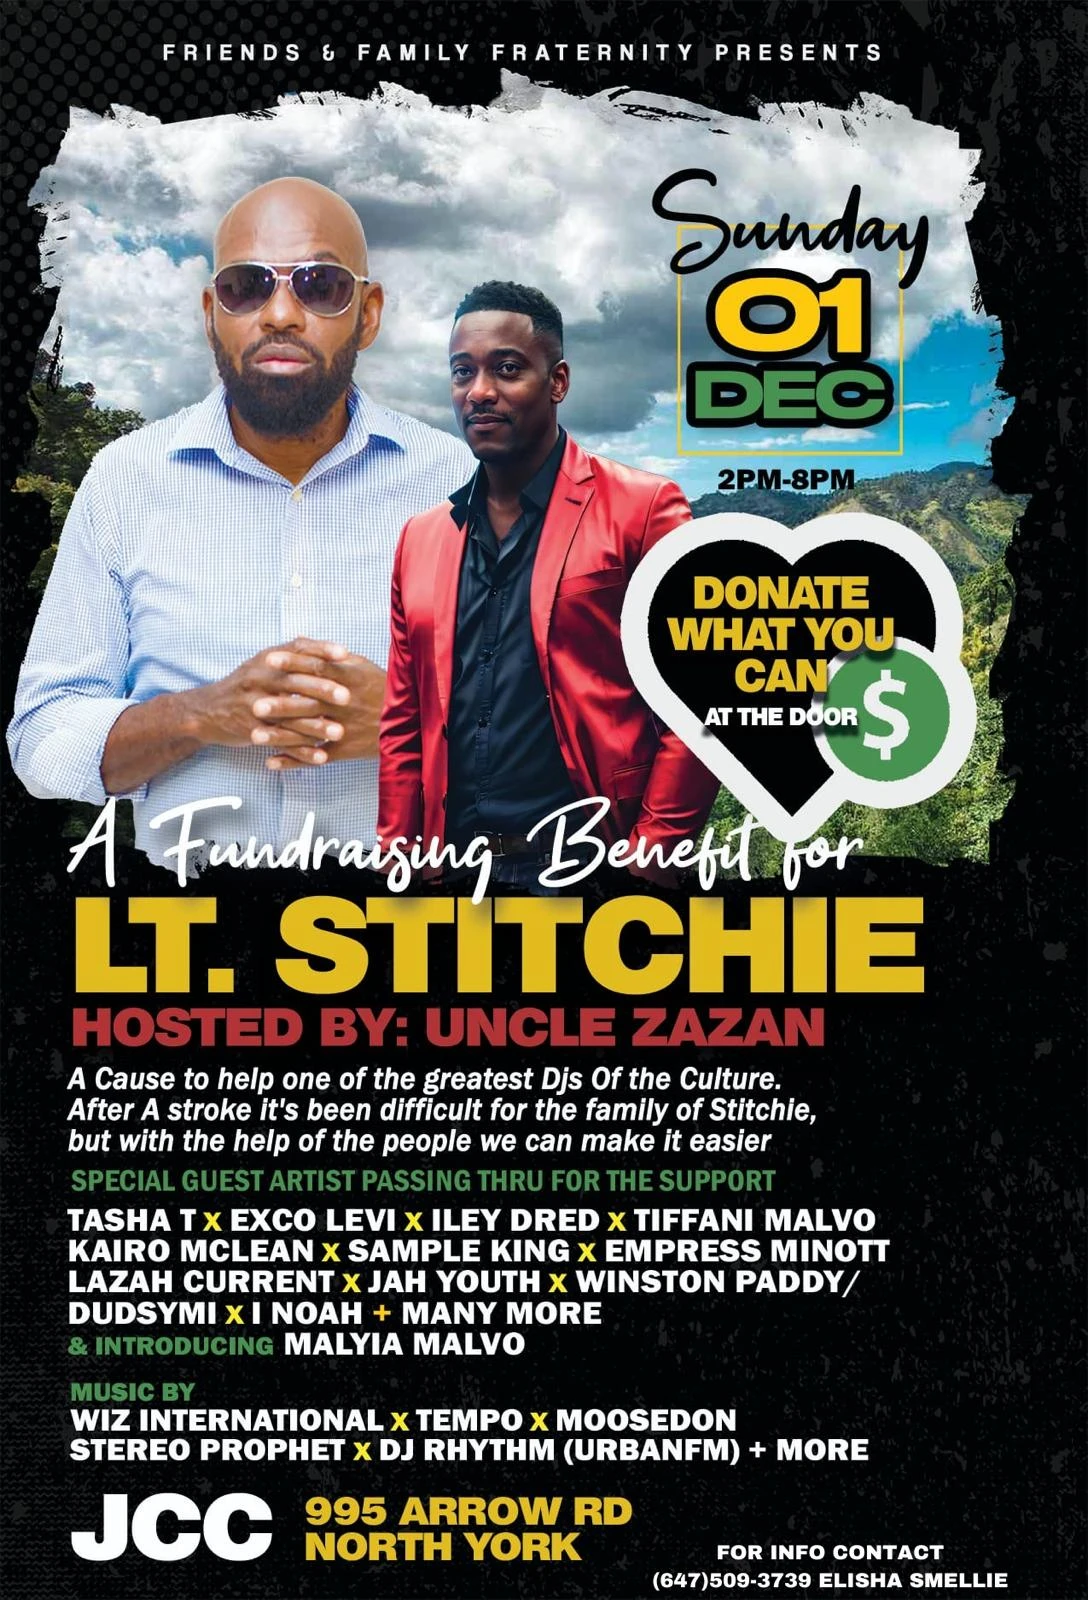 FRIENDS & FAMILY FRATERNITY PRESENTS
Sunday
01
DEC
2PM-8PM
DONATE
WHAT YOU
CAN
AT THE DOOR
$
A Fundraising Benefit for
LT. STITCHIE
HOSTED BY: UNCLE ZAZAN
A Cause to help one of the greatest Djs Of the Culture.
After A stroke it's been difficult for the family of Stitchie,
but with the help of the people we can make it easier
SPECIAL GUEST ARTIST PASSING THRU FOR THE SUPPORT
TASHA T x EXCO LEVI x ILEY DRED x TIFFANI MALVO
KAIRO MCLEAN x SAMPLE KING x EMPRESS MINOTT
LAZAH CURRENT x JAH YOUTH x WINSTON PADDY/
DUDSYMI x I NOAH + MANY MORE
& INTRODUCING MALYIA MALVO
MUSIC BY
WIZ INTERNATIONAL x TEMPO x MOOSEDON
STEREO PROPHET x DJ RHYTHM (URBANFM) + MORE
JCC
995 ARROW RD
NORTH YORK
FOR INFO CONTACT
(647)509-3739 ELISHA SMELLIE